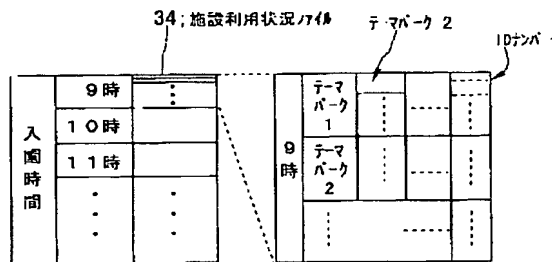 34;施設利用状況ファイル
テーマパーク 2
IDナンバー
入園時間
9時
10時
11時
9時
テーマ
パーク
1
テーマ
パーク
2